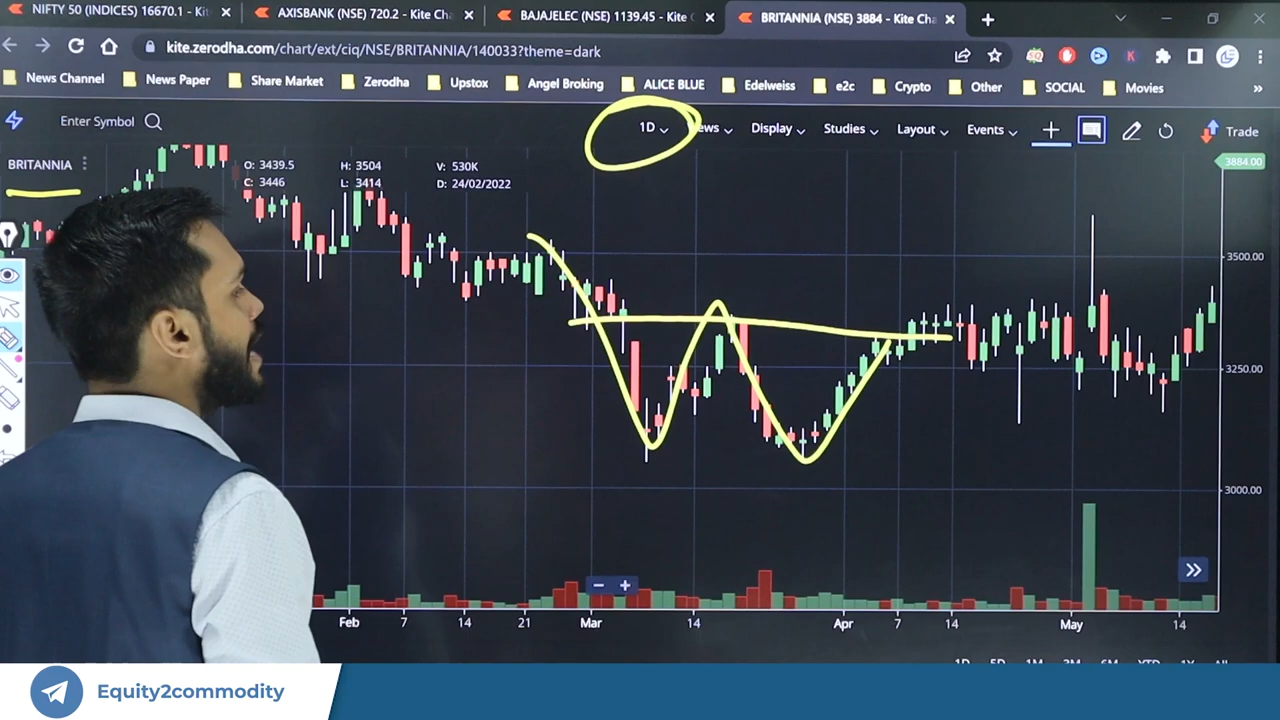 NIFTY 50 (INDICES) 16670.1 - Kit
AXISBANK (NSE) 720.2 - Kite Cha
BAJAJELEC (NSE) 1139.45 - Kite C
BRITANNIA (NSE) 3884 - Kite Cha
kite.zerodha.com/chart/ext/ciq/NSE/BRITANNIA/140033?theme=dark
News Channel
News Paper
Share Market
Zerodha
Upstox
Angel Broking
ALICE BLUE
Edelweiss
e2c
Crypto
Other
SOCIAL
Movies
Enter Symbol
1D
Display
Studies
Layout
Events
Trade
BRITANNIA
O: 3439.5
H: 3504
V: 530K
C: 3446
L: 3414
D: 24/02/2022
3884.00
3500.00
3250.00
3000.00
Feb
7
14
21
Mar
14
Apr
7
14
May
14
Equity2commodity